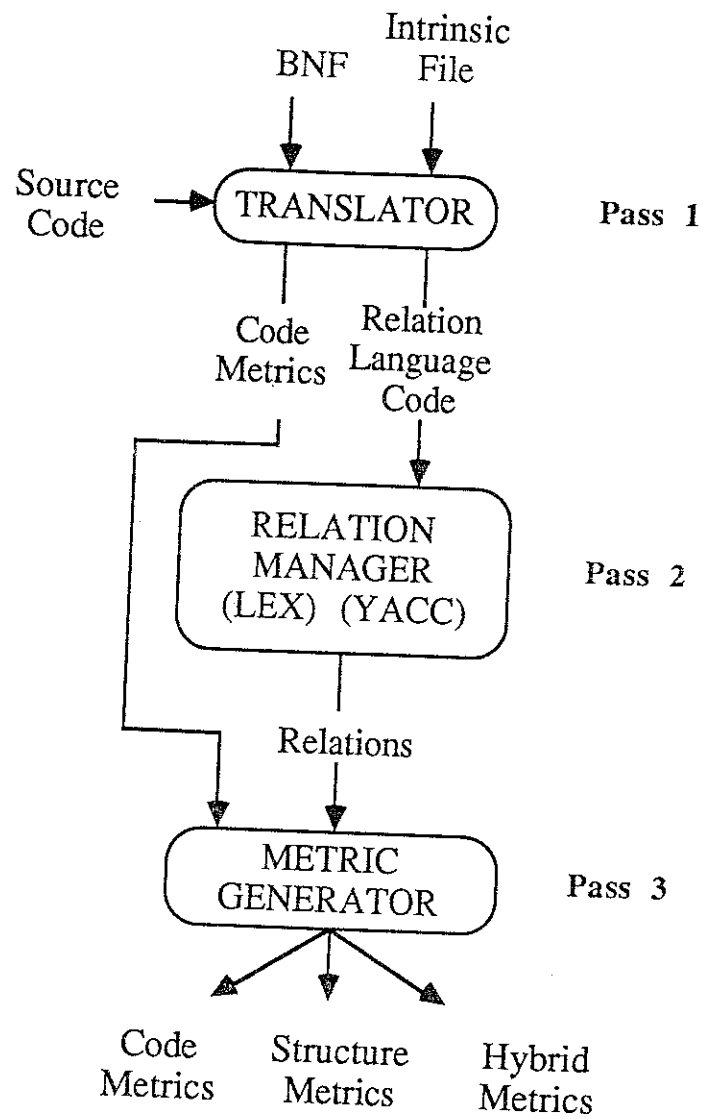 Intrinsic
File
BNF
Source
Code
TRANSLATOR
Pass 1
Code
Metrics
Relation
Language
Code
RELATION
MANAGER
(LEX) (YACC)
Pass 2
Relations
METRIC
GENERATOR
Pass 3
Code
Metrics
Structure
Metrics
Hybrid
Metrics